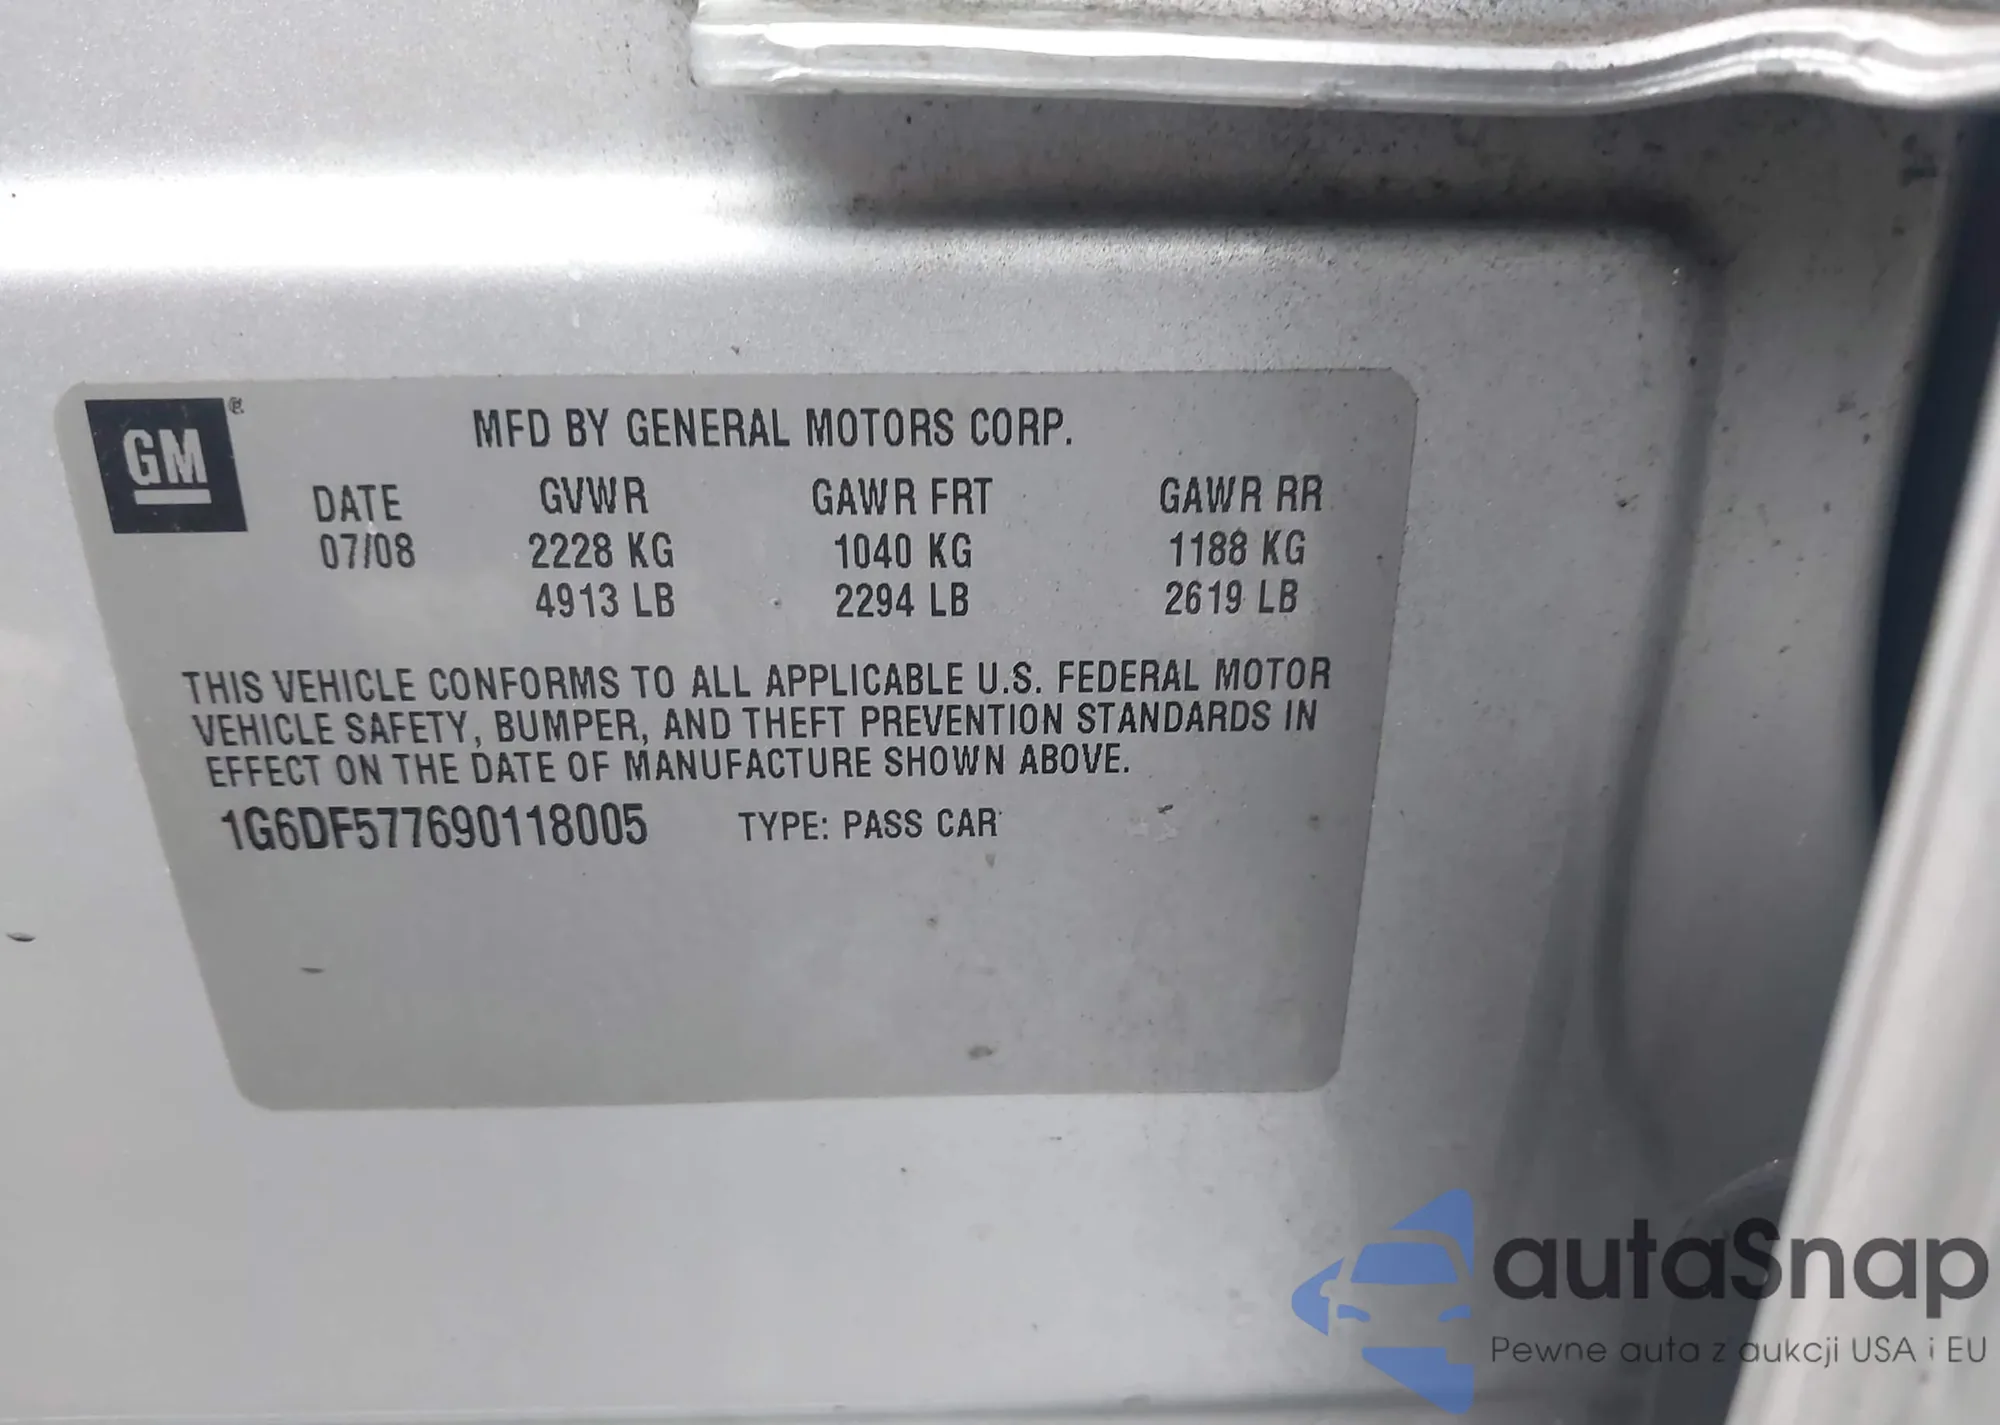 GM ®
MFD BY GENERAL MOTORS CORP.
DATE GVWR GAWR FRT GAWR RR
07/08 2228 KG 1040 KG 1188 KG
4913 LB 2294 LB 2619 LB
THIS VEHICLE CONFORMS TO ALL APPLICABLE U.S. FEDERAL MOTOR
VEHICLE SAFETY, BUMPER, AND THEFT PREVENTION STANDARDS IN
EFFECT ON THE DATE OF MANUFACTURE SHOWN ABOVE.
1G6DF577690118005 TYPE: PASS CAR
autaSnap
Pewne auta z aukcji USA i EU